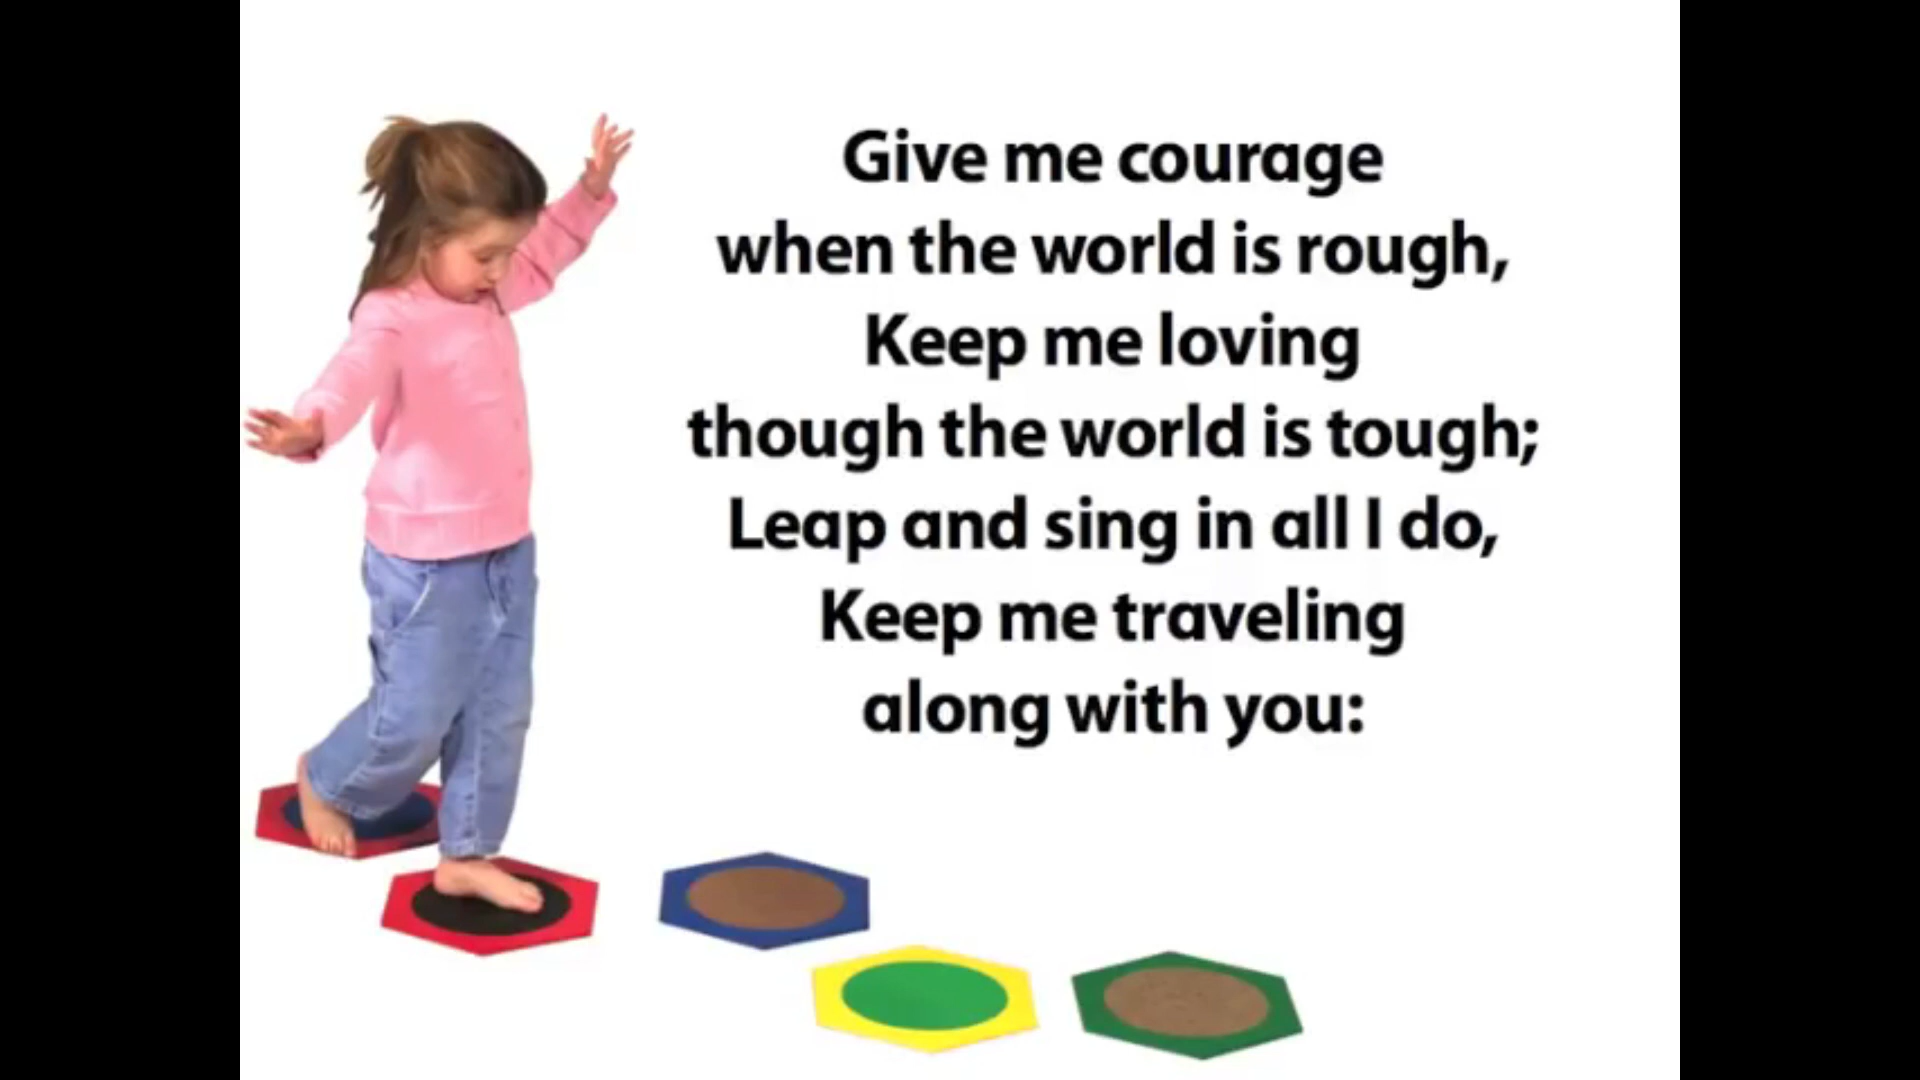 Give me courage
when the world is rough,
Keep me loving
though the world is tough;
Leap and sing in all I do,
Keep me traveling
along with you: